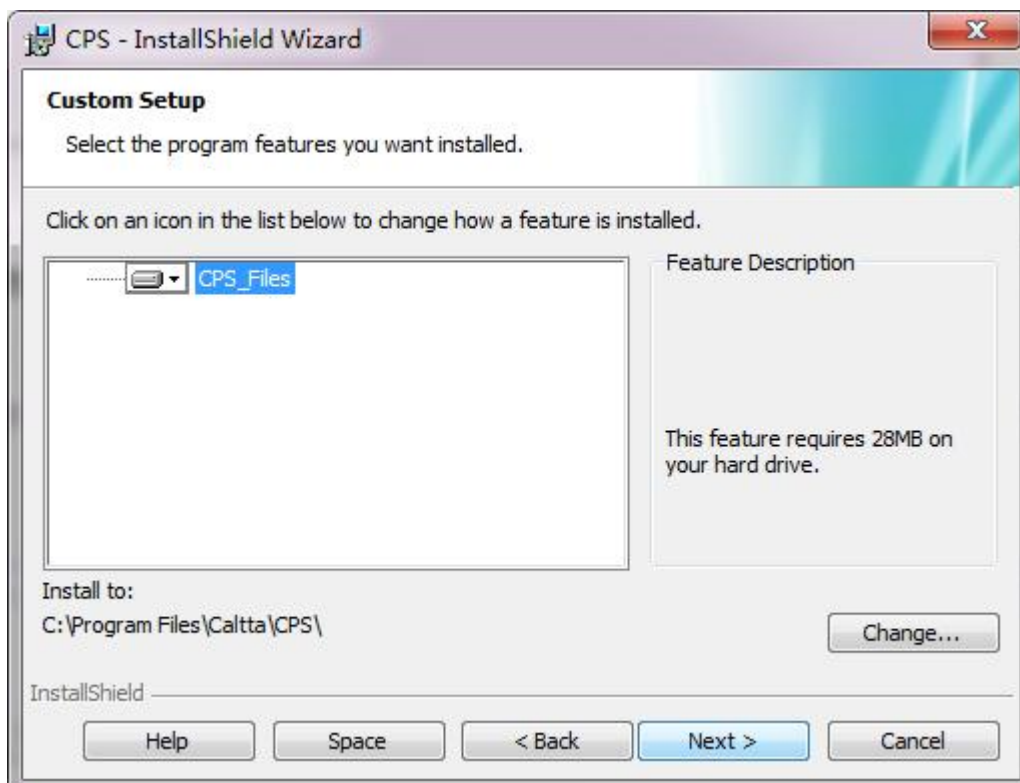 CPS - InstallShield Wizard
Custom Setup
Select the program features you want installed.
Click on an icon in the list below to change how a feature is installed.
CPS_Files
Feature Description
This feature requires 28MB on
your hard drive.
Install to:
C:\Program Files\Caltta\CPS\
Change...
InstallShield
Help
Space
< Back
Next >
Cancel